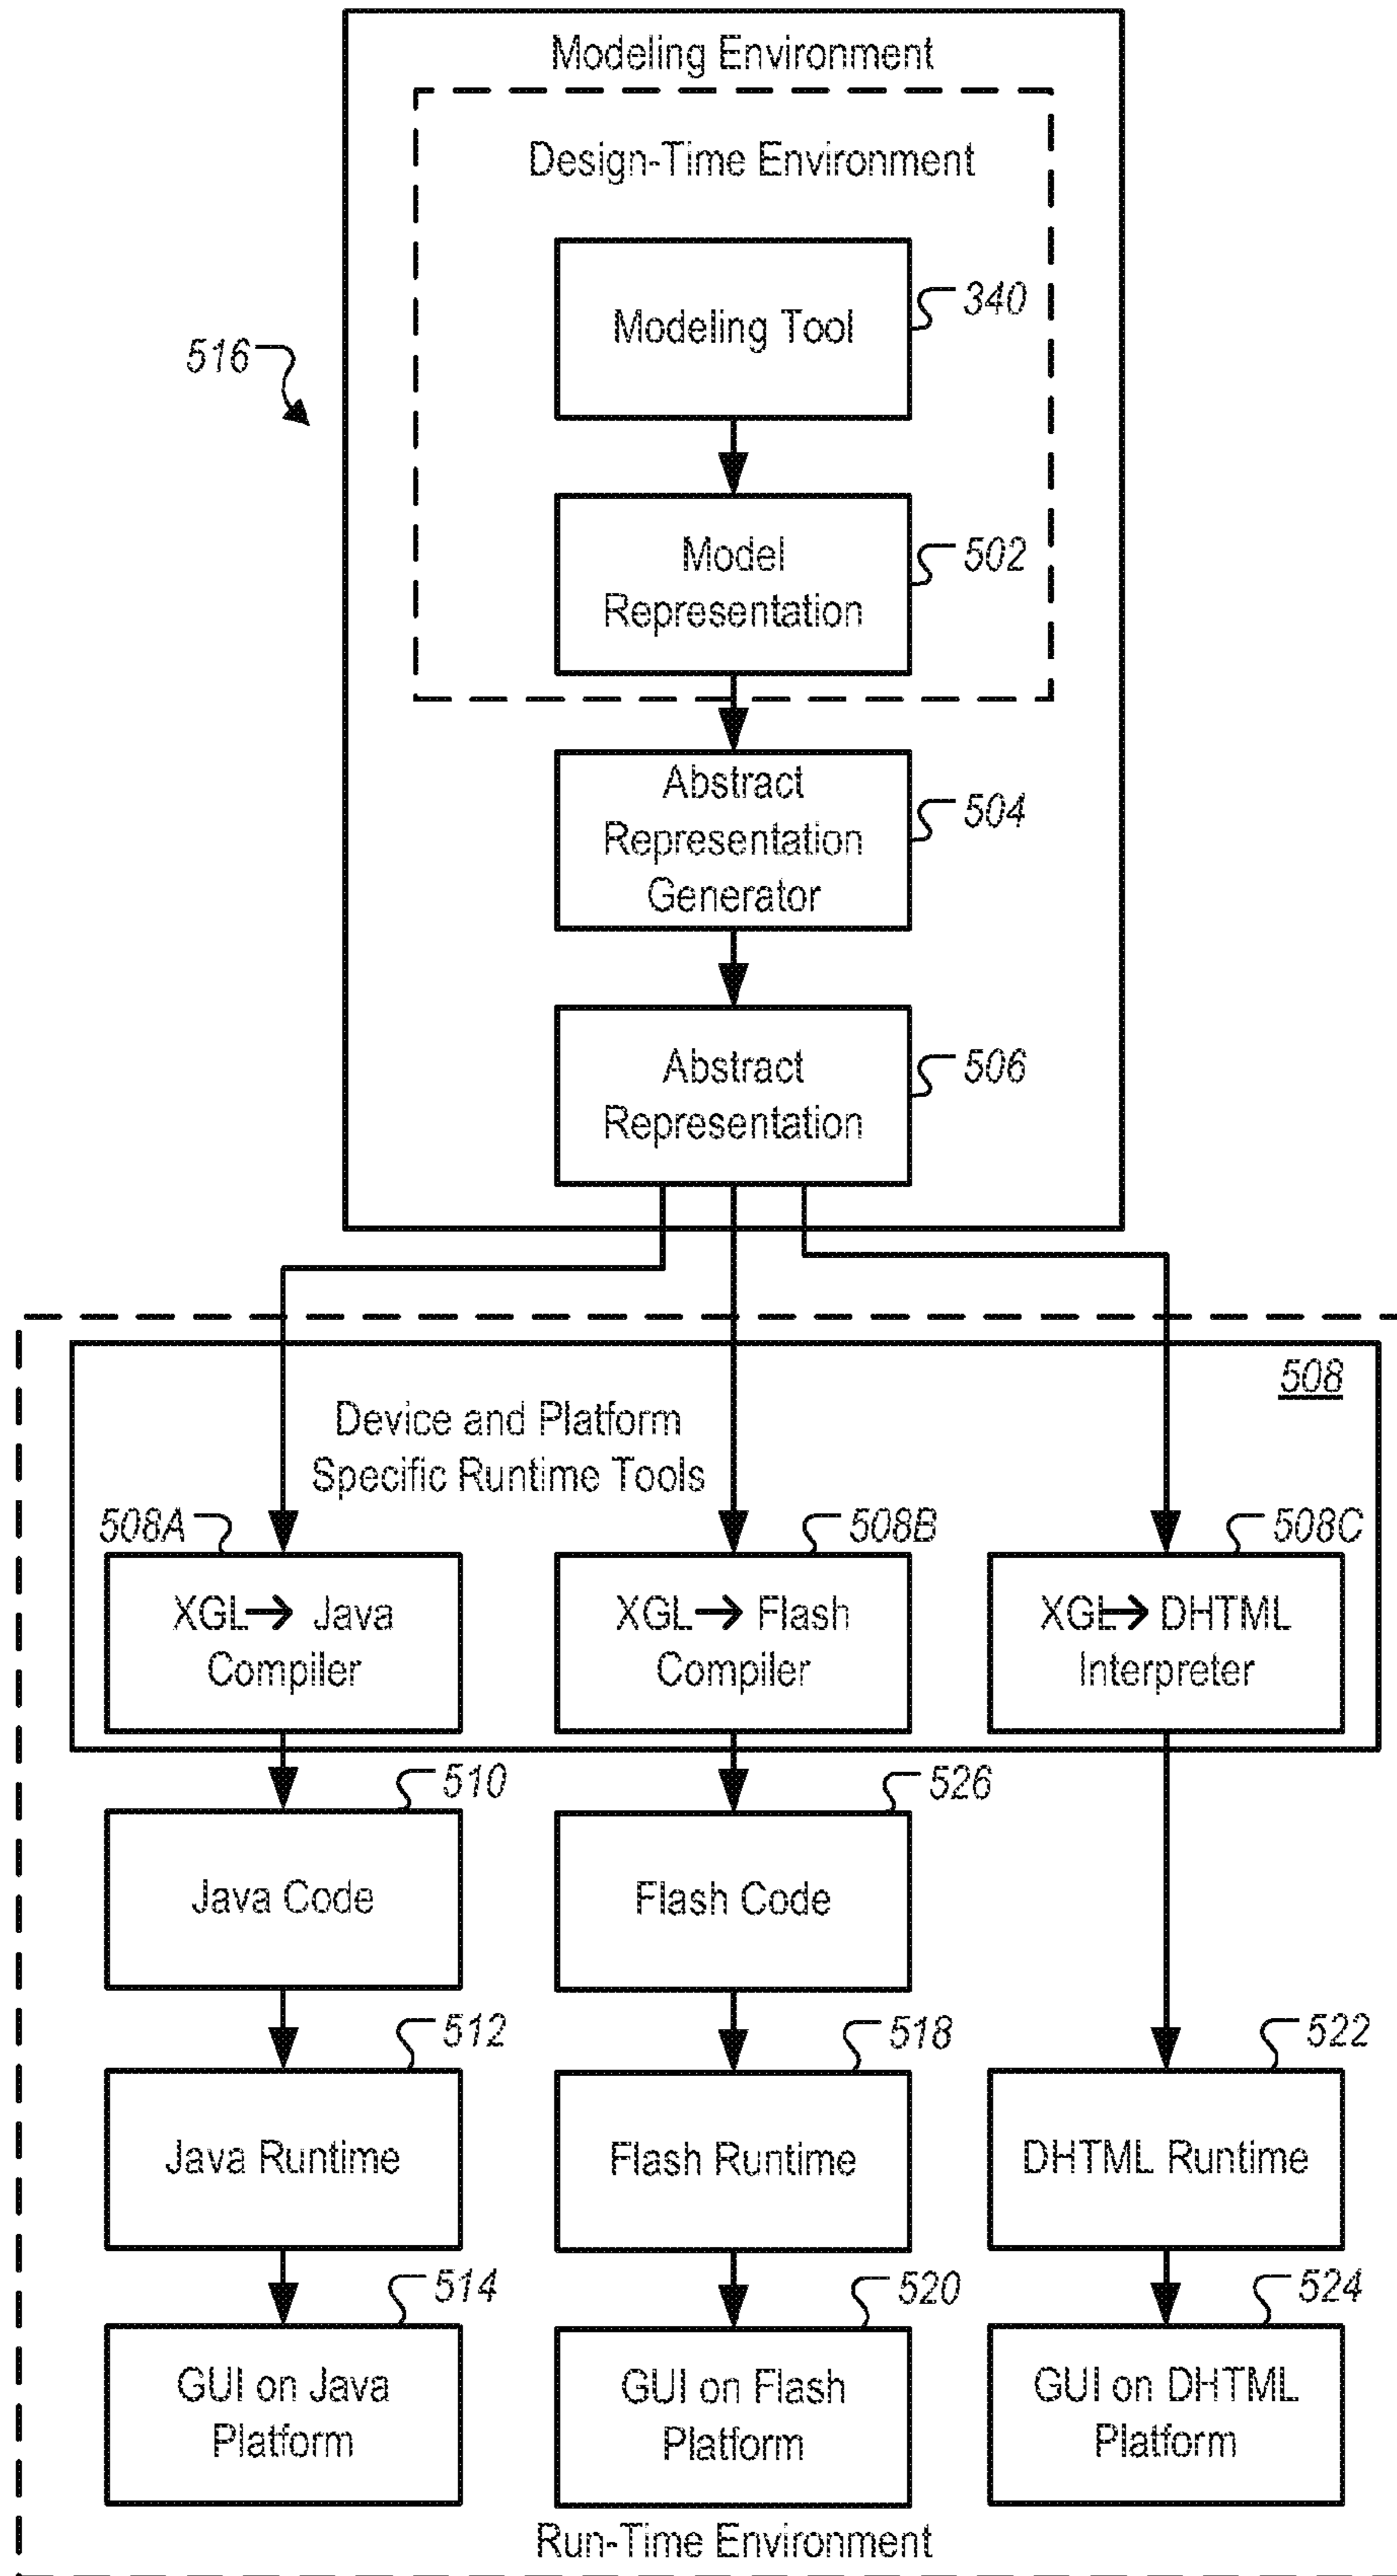 Modeling Environment
Design-Time Environment
Modeling Tool
340
516
Model
Representation
502
Abstract
Representation
Generator
504
Abstract
Representation
506
508
Device and Platform
Specific Runtime Tools
508A
508B
508C
XGL → Java
Compiler
XGL → Flash
Compiler
XGL → DHTML
Interpreter
510
526
Java Code
Flash Code
512
518
522
Java Runtime
Flash Runtime
DHTML Runtime
514
520
524
GUI on Java
Platform
GUI on Flash
Platform
GUI on DHTML
Platform
Run-Time Environment